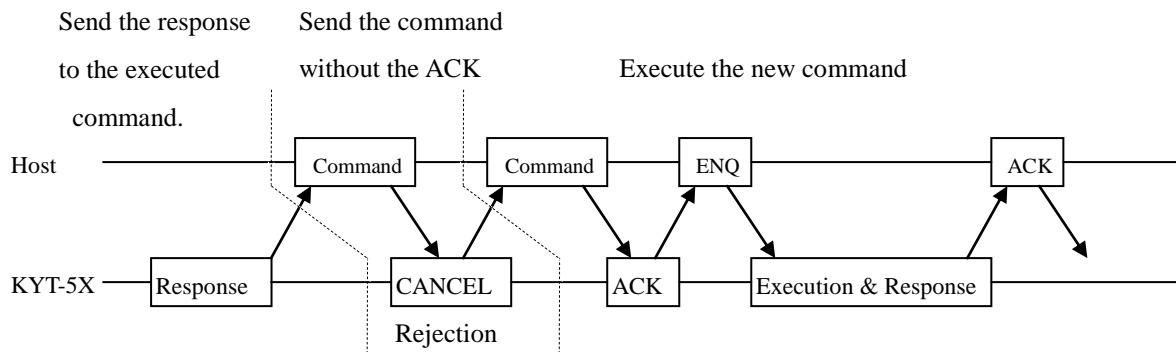 Send the response
to the executed
command.
Send the command
without the ACK
Execute the new command
Host
Command
Command
ENQ
ACK
KYT-5X
Response
CANCEL
ACK
Execution & Response
Rejection